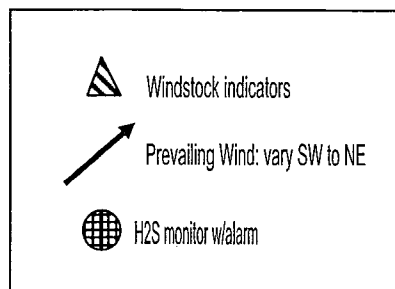 Windstock indicators
Prevailing Wind: vary SW to NE
H2S monitor w/alarm